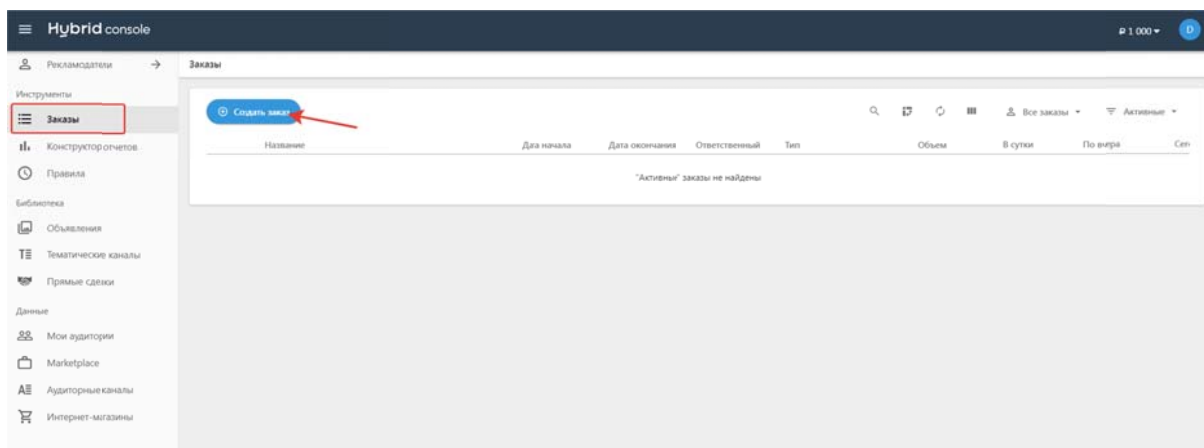 Hybrid console
₽ 1 000
D
Рекламодатели
Заказы
Инструменты
Заказы
Создать заказ
Все заказы
Активные
Конструктор отчетов
Название
Дата начала
Дата окончания
Ответственный
Тип
Объем
В сутки
По вчера
Правила
"Активные" заказы не найдены
Библиотека
Объявления
Тематические каналы
Прямые сделки
Данные
Мои аудитории
Marketplace
Аудиторные каналы
Интернет-магазины